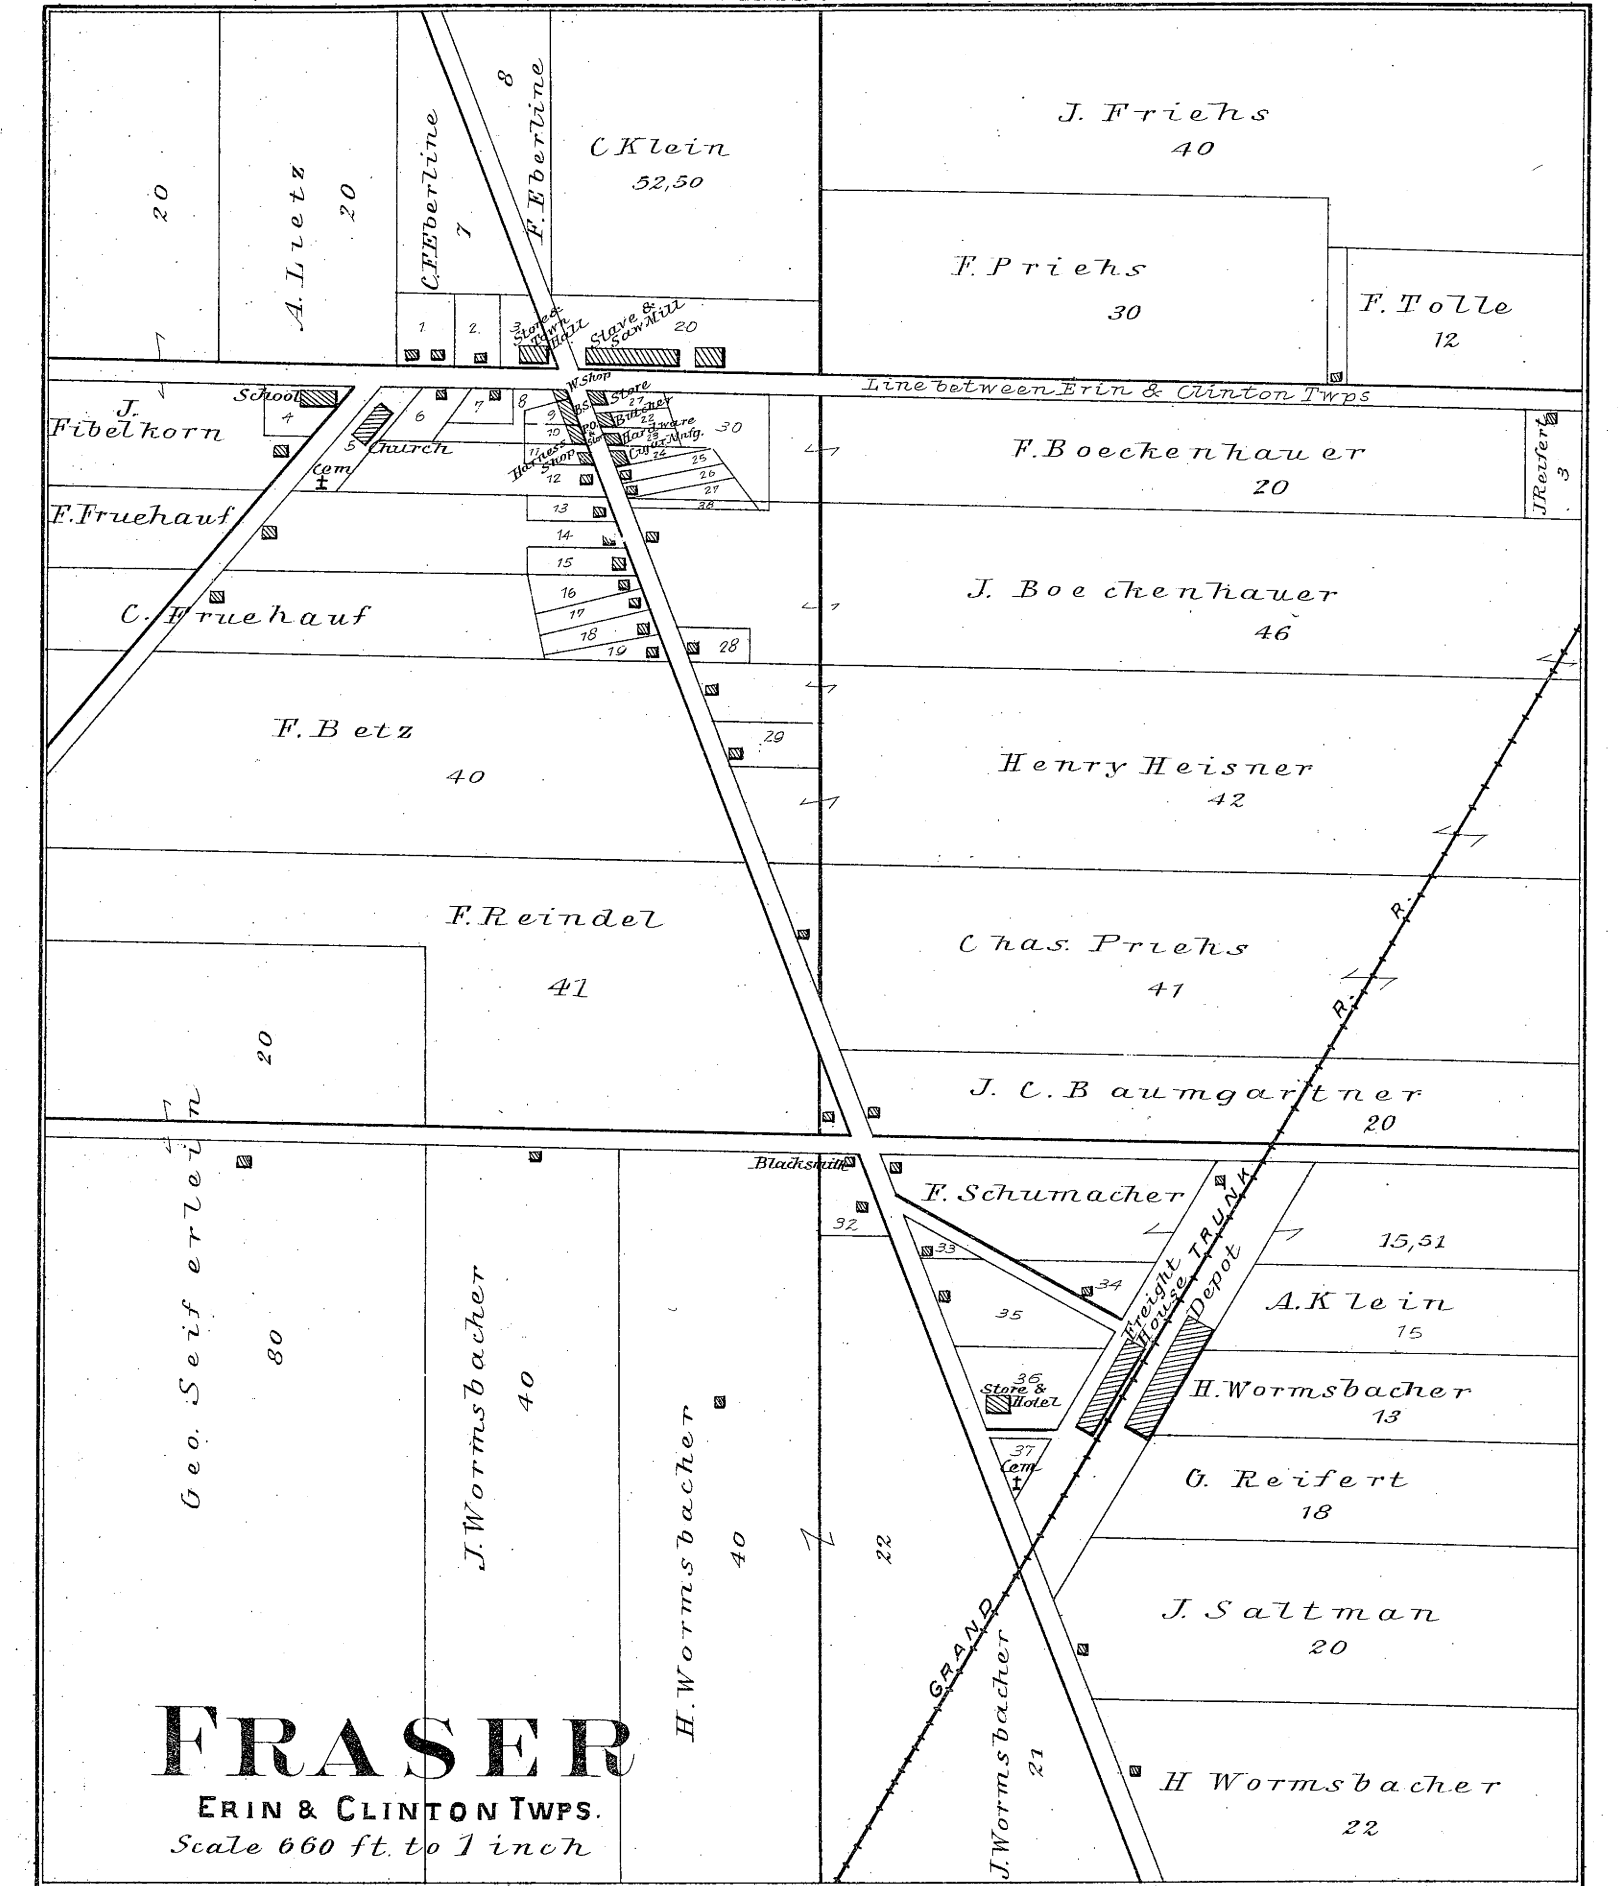 20
A. Lietz
20
C.F. Eberline
7
8
F. Eberline
C Klein
52,50
J. Friehs
40
F. Priehs
30
F. Tolle
12
1
2
3
Store &
Town
Hall
Stave &
Saw Mill
20
Line between Erin & Clinton Twps
J.
Fibelkorn
School
4
5
Church
Cem
6
7
8
9
10
11
12
W Shop
B.S.
P.O.
&
Store
Harness
Shop
Store
27
Butcher
22
Hardware
23
Cigar Mnfg.
24
25
26
27
38
30
F. Boeckenhauer
20
J Reifert
3
F. Fruehauf
13
14
15
16
17
18
19
28
C. Fruehauf
J. Boeckenhauer
46
F. Betz
40
29
Henry Heisner
42
F. Reindel
41
Chas. Priehs
41
20
J. C. Baumgartner
20
Geo. Seiferlein
80
J. Wormsbacher
40
H. Wormsbacher
40
Blacksmith
32
F. Schumacher
33
34
35
15,51
A. Klein
15
36
Store &
Hotel
Freight
House
Depot
H. Wormsbacher
13
37
Cem
G. Reifert
18
22
GRAND TRUNK R. R.
J. Saltman
20
J. Wormsbacher
21
H Wormsbacher
22
FRASER
ERIN & CLINTON TWPS.
Scale 660 ft. to 1 inch